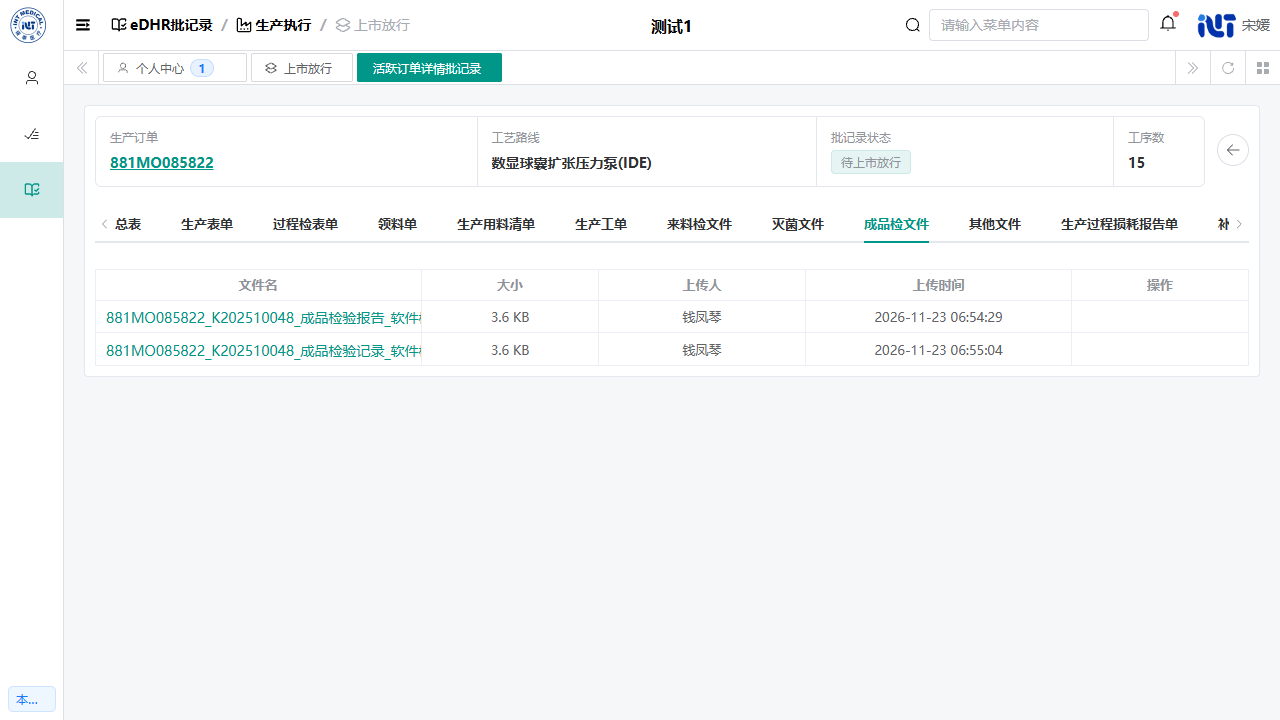 eDHR批记录 / 生产执行 / 上市放行
测试1
请输入菜单内容
宋媛
个人中心 1
上市放行
活跃订单详情批记录
生产订单
881MO085822
工艺路线
数显球囊扩张压力泵(IDE)
批记录状态
待上市放行
工序数
15
总表 生产表单 过程检表单 领料单 生产用料清单 生产工单 来料检文件 灭菌文件 成品检文件 其他文件 生产过程损耗报告单 补
文件名 大小 上传人 上传时间 操作
881MO085822_K202510048_成品检验报告_软件 3.6 KB 钱凤琴 2026-11-23 06:54:29
881MO085822_K202510048_成品检验记录_软件 3.6 KB 钱凤琴 2026-11-23 06:55:04
本...